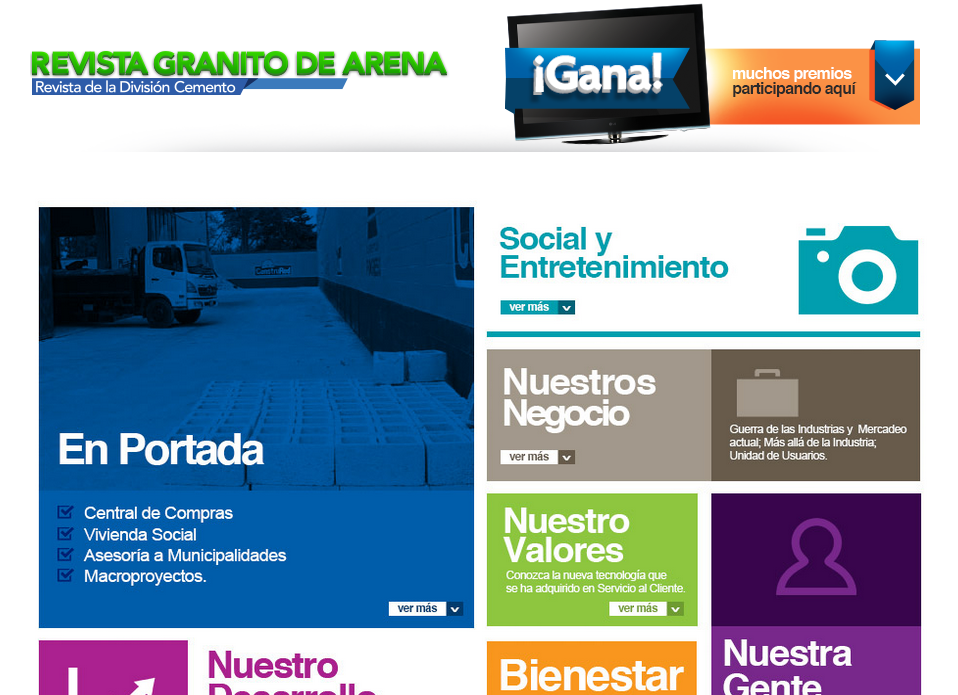 REVISTA GRANITO DE ARENA
Revista de la División Cemento
¡Gana!
muchos premios
participando aquí
ConstruRed
En Portada
Central de Compras
Vivienda Social
Asesoría a Municipalidades
Macroproyectos.
ver más
Social y
Entretenimiento
ver más
Nuestros
Negocio
ver más
Guerra de las Industrias y Mercadeo
actual; Más allá de la Industria;
Unidad de Usuarios.
Nuestro
Valores
Conozca la nueva tecnología que
se ha adquirido en Servicio al Cliente.
ver más
Nuestro
Desarrollo
Bienestar
Nuestra
Gente